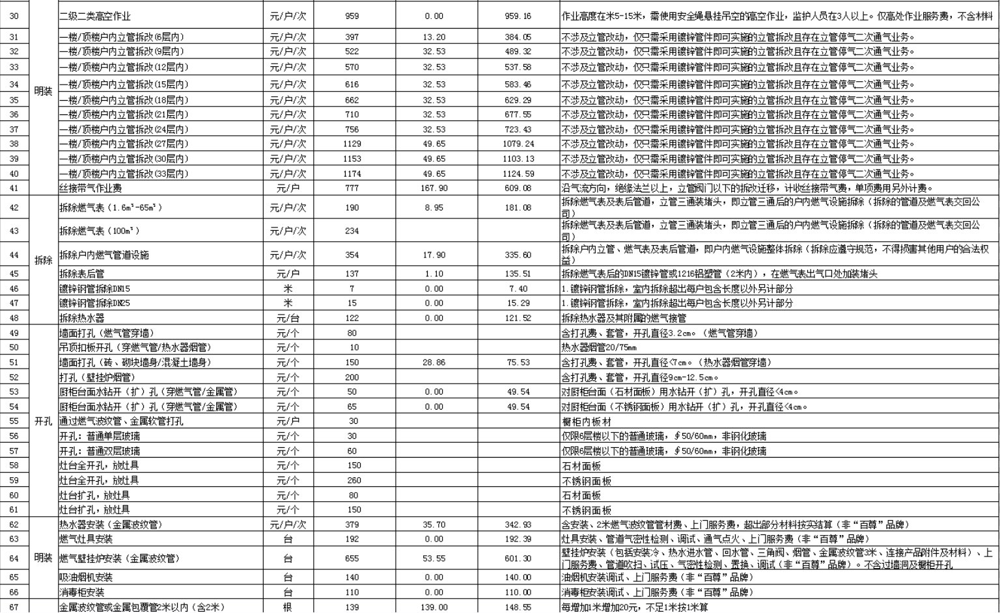 30 二级二类高空作业 元/户/次 959 0.00 959.16 作业高度在米5-15米，需使用安全绳悬挂吊空的高空作业，监护人员在3人以上。仅高处作业服务费，不含材料
31 一楼/顶楼户内立管拆改(6层内) 元/户/次 397 13.20 384.05 不涉及立管改动，仅只需采用镀锌管件即可实施的立管拆改且存在立管停气二次通气业务。
32 一楼/顶楼户内立管拆改(9层内) 元/户/次 522 32.53 489.32 不涉及立管改动，仅只需采用镀锌管件即可实施的立管拆改且存在立管停气二次通气业务。
33 一楼/顶楼户内立管拆改(12层内) 元/户/次 570 32.53 537.58 不涉及立管改动，仅只需采用镀锌管件即可实施的立管拆改且存在立管停气二次通气业务。
34 一楼/顶楼户内立管拆改(15层内) 元/户/次 616 32.53 583.46 不涉及立管改动，仅只需采用镀锌管件即可实施的立管拆改且存在立管停气二次通气业务。
明装
35 一楼/顶楼户内立管拆改(18层内) 元/户/次 662 32.53 629.29 不涉及立管改动，仅只需采用镀锌管件即可实施的立管拆改且存在立管停气二次通气业务。
36 一楼/顶楼户内立管拆改(21层内) 元/户/次 710 32.53 677.55 不涉及立管改动，仅只需采用镀锌管件即可实施的立管拆改且存在立管停气二次通气业务。
37 一楼/顶楼户内立管拆改(24层内) 元/户/次 756 32.53 723.43 不涉及立管改动，仅只需采用镀锌管件即可实施的立管拆改且存在立管停气二次通气业务。
38 一楼/顶楼户内立管拆改(27层内) 元/户/次 1129 49.65 1079.24 不涉及立管改动，仅只需采用镀锌管件即可实施的立管拆改且存在立管停气二次通气业务。
39 一楼/顶楼户内立管拆改(30层内) 元/户/次 1153 49.65 1103.13 不涉及立管改动，仅只需采用镀锌管件即可实施的立管拆改且存在立管停气二次通气业务。
40 一楼/顶楼户内立管拆改(33层内) 元/户/次 1174 49.65 1124.59 不涉及立管改动，仅只需采用镀锌管件即可实施的立管拆改且存在立管停气二次通气业务。
41 丝接带气作业费 元/户 777 167.90 609.08 沿气流方向，绝缘法兰以上，立管阀门以下的拆改迁移，计收丝接带气费，单项费用另外计费。
42 拆除燃气表（1.6m³-65m³） 元/户/次 190 8.95 181.08 拆除燃气表及表后管道，立管三通装堵头，即立管三通后的户内燃气设施拆除（拆除的管道及燃气表交回公
司）
43 拆除燃气表（100m³） 元/户/次 234 拆除燃气表及表后管道，立管三通装堵头，即立管三通后的户内燃气设施拆除（拆除的管道及燃气表交回公
司）
44 拆除户内燃气管道设施 元/户/次 354 17.90 335.60 拆除户内立管、燃气表及表后管道，即户内燃气设施整体拆除（拆除应遵守规范，不得损害其他用户的合法权
益）
拆除
45 拆除表后管 元/户 137 1.10 135.51 拆除燃气表后的DN15镀锌管或1216铝塑管（2米内），在燃气表出气口处加装堵头
46 镀锌钢管拆除DN15 米 7 0.00 7.40 1.镀锌钢管拆除，室内拆除超出每户包含长度以外另计部分
47 镀锌钢管拆除DN25 米 15 0.00 15.29 1.镀锌钢管拆除，室内拆除超出每户包含长度以外另计部分
48 拆除热水器 元/台 122 0.00 121.52 拆除热水器及其附属的燃气接管
49 墙面打孔（燃气管穿墙） 元/个 80 含打孔费、套管，开孔直径3.2cm。（燃气管穿墙）
50 吊顶扣板开孔（穿燃气管/热水器烟管） 元/个 10 热水器烟管20/75mm
51 墙面打孔（砖、砌块墙身/混凝土墙身） 元/个 150 28.86 75.53 含打孔费、套管，开孔直径<7cm。（热水器烟管穿墙）
52 打孔（壁挂炉烟管） 元/个 200 含打孔费、套管，开孔直径9cm-12.5cm。
53 厨柜台面水钻开（扩）孔（穿燃气管/金属管） 元/个 50 0.00 49.54 对厨柜台面（石材面板）用水钻开（扩）孔，开孔直径<4cm。
54 厨柜台面水钻开（扩）孔（穿燃气管/金属管） 元/个 65 0.00 49.54 对厨柜台面（不锈钢面板）用水钻开（扩）孔，开孔直径<4cm。
55 开孔 通过燃气波纹管、金属软管打孔 元/户 30 橱柜内板材
56 开孔：普通单层玻璃 元/个 30 仅限6层楼以下的普通玻璃，∮50/60mm，非钢化玻璃
57 开孔：普通双层玻璃 元/个 60 仅限6层楼以下的普通玻璃，∮50/60mm，非钢化玻璃
58 灶台全开孔，放灶具 元/个 150 石材面板
59 灶台全开孔，放灶具 元/个 260 不锈钢面板
60 灶台扩孔，放灶具 元/个 80 石材面板
61 灶台扩孔，放灶具 元/个 150 不锈钢面板
62 热水器安装（金属波纹管） 元/户/次 379 35.70 342.93 含安装、2米燃气波纹管管材费、上门服务费，超出部分材料按实结算（非“百尊”品牌）
63 燃气灶具安装 台 192 0.00 192.39 灶具安装、管道气密性检测、调试、通气点火、上门服务费（非“百尊”品牌）
64 明装 燃气壁挂炉安装（金属波纹管） 台 655 53.55 601.30 壁挂炉安装（包括安装冷、热水进水管、回水管、三角阀、烟管、金属波纹管3米、连接产品附件及材料）、上
门服务费、管道吹扫、试压、气密性检测、置换、调试（非“百尊”品牌）。不含过墙洞及橱柜开孔
65 吸油烟机安装 台 140 0.00 140.00 油烟机安装调试、上门服务费（非“百尊”品牌）
66 消毒柜安装 台 110 0.00 110.00 消毒柜安装调试、上门服务费（非“百尊”品牌）
67 金属波纹管或金属包覆管2米以内（含2米） 根 139 139.00 148.55 每增加1米增加20元，不足1米按1米算